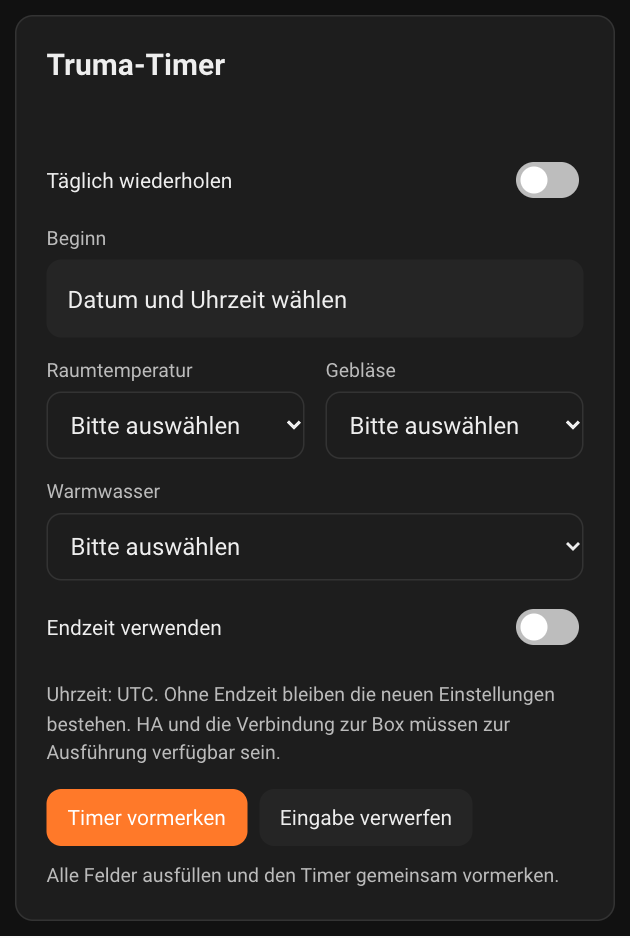 Truma-Timer
Täglich wiederholen
Beginn
Datum und Uhrzeit wählen
Raumtemperatur
Gebläse
Bitte auswählen
Bitte auswählen
Warmwasser
Bitte auswählen
Endzeit verwenden
Uhrzeit: UTC. Ohne Endzeit bleiben die neuen Einstellungen
bestehen. HA und die Verbindung zur Box müssen zur
Ausführung verfügbar sein.
Timer vormerken
Eingabe verwerfen
Alle Felder ausfüllen und den Timer gemeinsam vormerken.